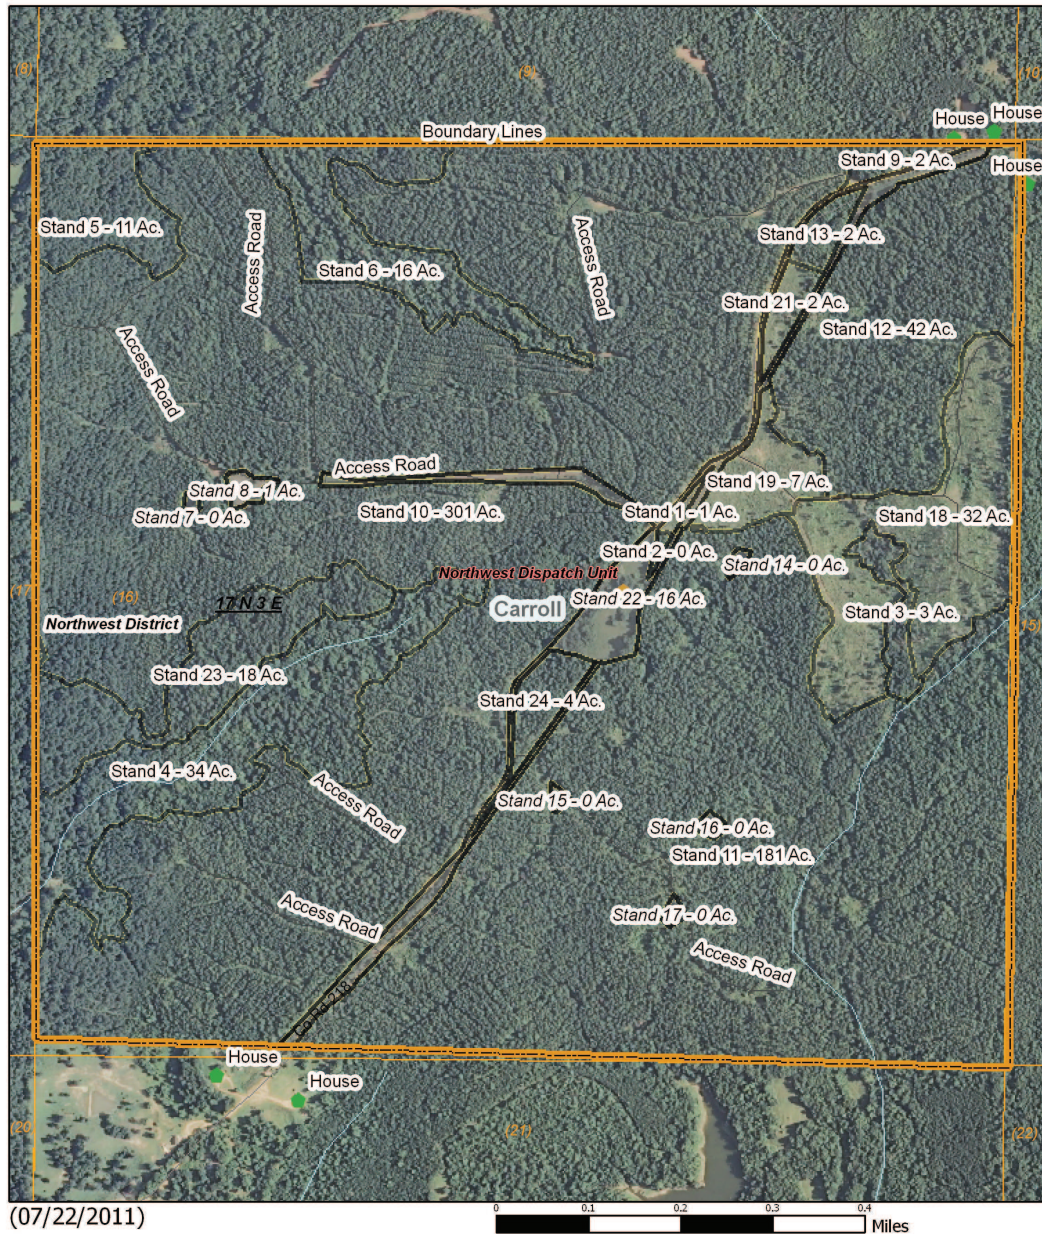 (8)
(9)
(10
House
House
Boundary Lines
Stand 9 - 2 Ac.
House
Stand 5 - 11 Ac.
Access Road
Access Road
Stand 13 - 2 Ac.
Stand 6 - 16 Ac.
Stand 21 - 2 Ac.
Stand 12 - 42 Ac.
Access Road
Access Road
Stand 8 - 1 Ac.
Stand 7 - 0 Ac.
Stand 10 - 301 Ac.
Stand 19 - 7 Ac.
Stand 1 - 1 Ac.
Stand 18 - 32 Ac.
Stand 2 - 0 Ac.
Stand 14 - 0 Ac.
Northwest Dispatch Unit
(17
(16)
17 N 3 E
Carroll
Stand 22 - 16 Ac.
Stand 3 - 3 Ac.
Northwest District
(15)
Stand 23 - 18 Ac.
Stand 24 - 4 Ac.
Stand 4 - 34 Ac.
Access Road
Stand 15 - 0 Ac.
Stand 16 - 0 Ac.
Stand 11 - 181 Ac.
Access Road
Stand 17 - 0 Ac.
Access Road
Co Rd 218
House
House
(20
(21)
(22)
(07/22/2011)
0 0.1 0.2 0.3 0.4
Miles